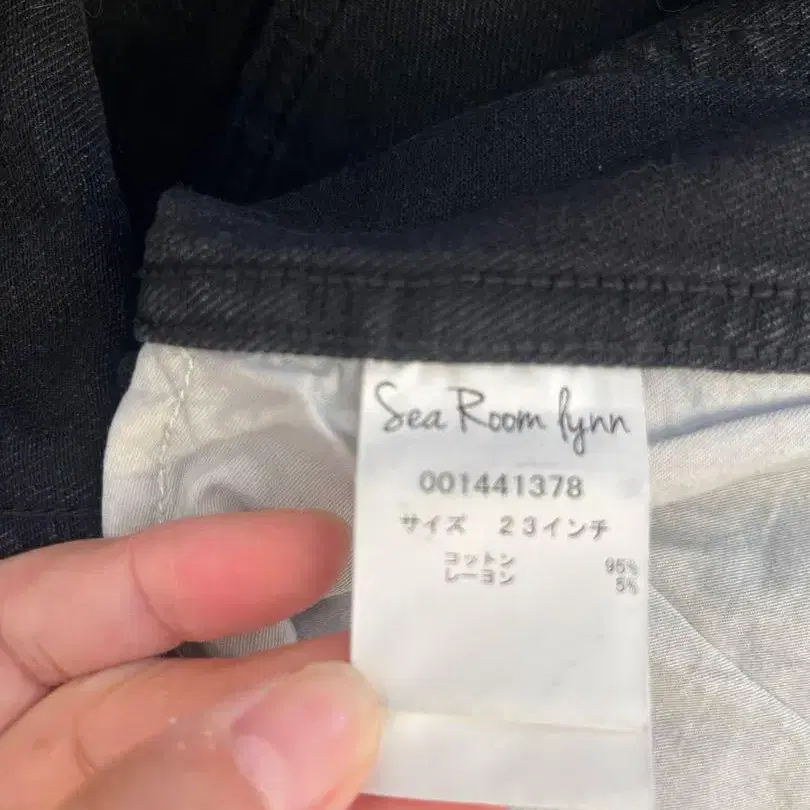 Sea Room lynn
001441378
サイズ 23インチ
コットン 95%
レーヨン 5%